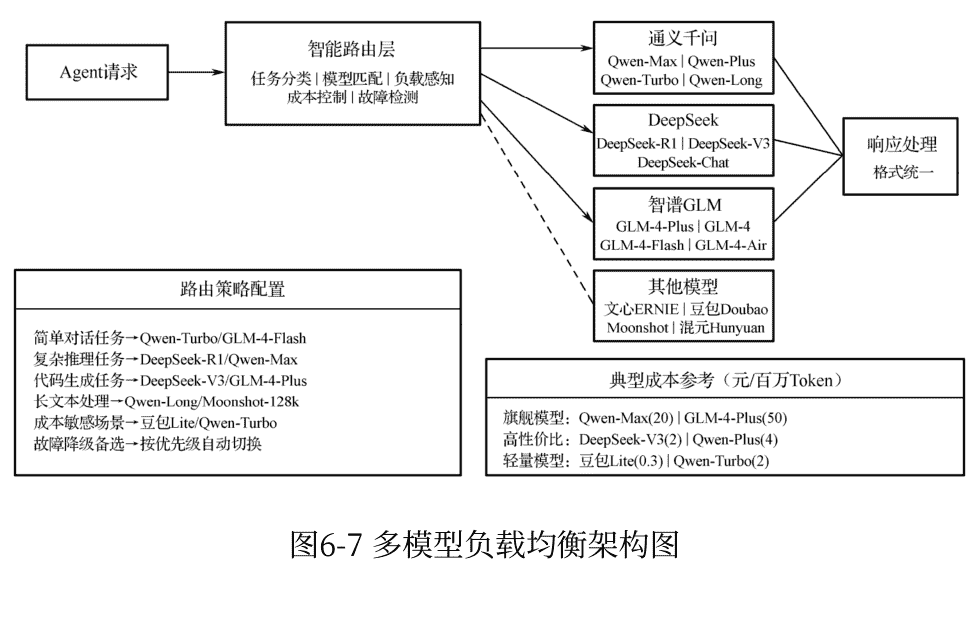 Agent请求
智能路由层
任务分类 | 模型匹配 | 负载感知
成本控制 | 故障检测
通义千问
Qwen-Max | Qwen-Plus
Qwen-Turbo | Qwen-Long
DeepSeek
DeepSeek-R1 | DeepSeek-V3
DeepSeek-Chat
智谱GLM
GLM-4-Plus | GLM-4
GLM-4-Flash | GLM-4-Air
其他模型
文心ERNIE | 豆包Doubao
Moonshot | 混元Hunyuan
响应处理
格式统一
路由策略配置
简单对话任务→Qwen-Turbo/GLM-4-Flash
复杂推理任务→DeepSeek-R1/Qwen-Max
代码生成任务→DeepSeek-V3/GLM-4-Plus
长文本处理→Qwen-Long/Moonshot-128k
成本敏感场景→豆包Lite/Qwen-Turbo
故障降级备选→按优先级自动切换
典型成本参考（元/百万Token）
旗舰模型：Qwen-Max(20) | GLM-4-Plus(50)
高性价比：DeepSeek-V3(2) | Qwen-Plus(4)
轻量模型：豆包Lite(0.3) | Qwen-Turbo(2)
图6-7 多模型负载均衡架构图